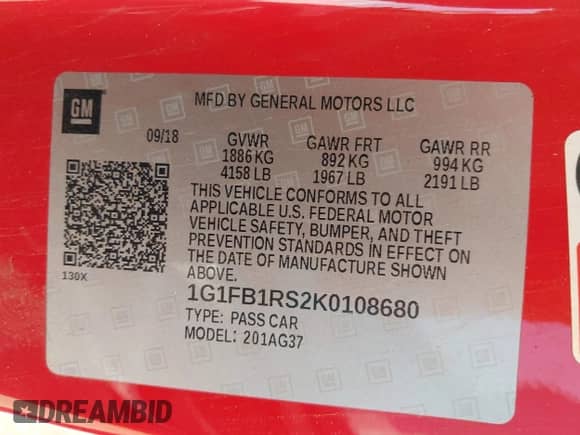 GM
MFD BY GENERAL MOTORS LLC
09/18 GVWR GAWR FRT GAWR RR
1886 KG 892 KG 994 KG
4158 LB 1967 LB 2191 LB
THIS VEHICLE CONFORMS TO ALL
APPLICABLE U.S. FEDERAL MOTOR
VEHICLE SAFETY, BUMPER, AND THEFT
PREVENTION STANDARDS IN EFFECT ON
THE DATE OF MANUFACTURE SHOWN
ABOVE.
130X
1G1FB1RS2K0108680
TYPE: PASS CAR
MODEL: 201AG37
DREAMBID